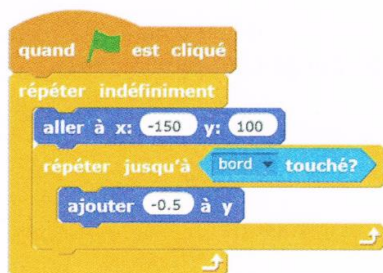 quand est cliqué
répéter indéfiniment
aller à x: -150 y: 100
répéter jusqu'à bord touché?
ajouter -0.5 à y